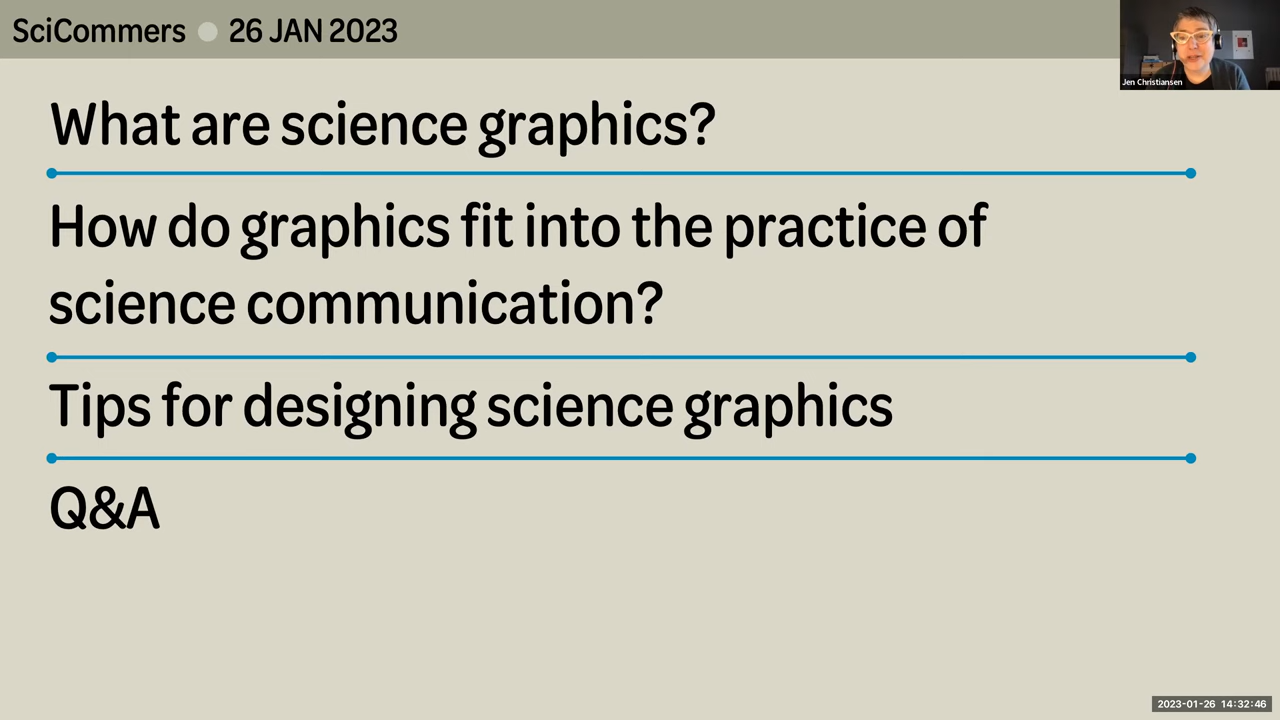 SciCommers ● 26 JAN 2023
Jen Christiansen
What are science graphics?
How do graphics fit into the practice of
science communication?
Tips for designing science graphics
Q&A
2023-01-26 14:32:46